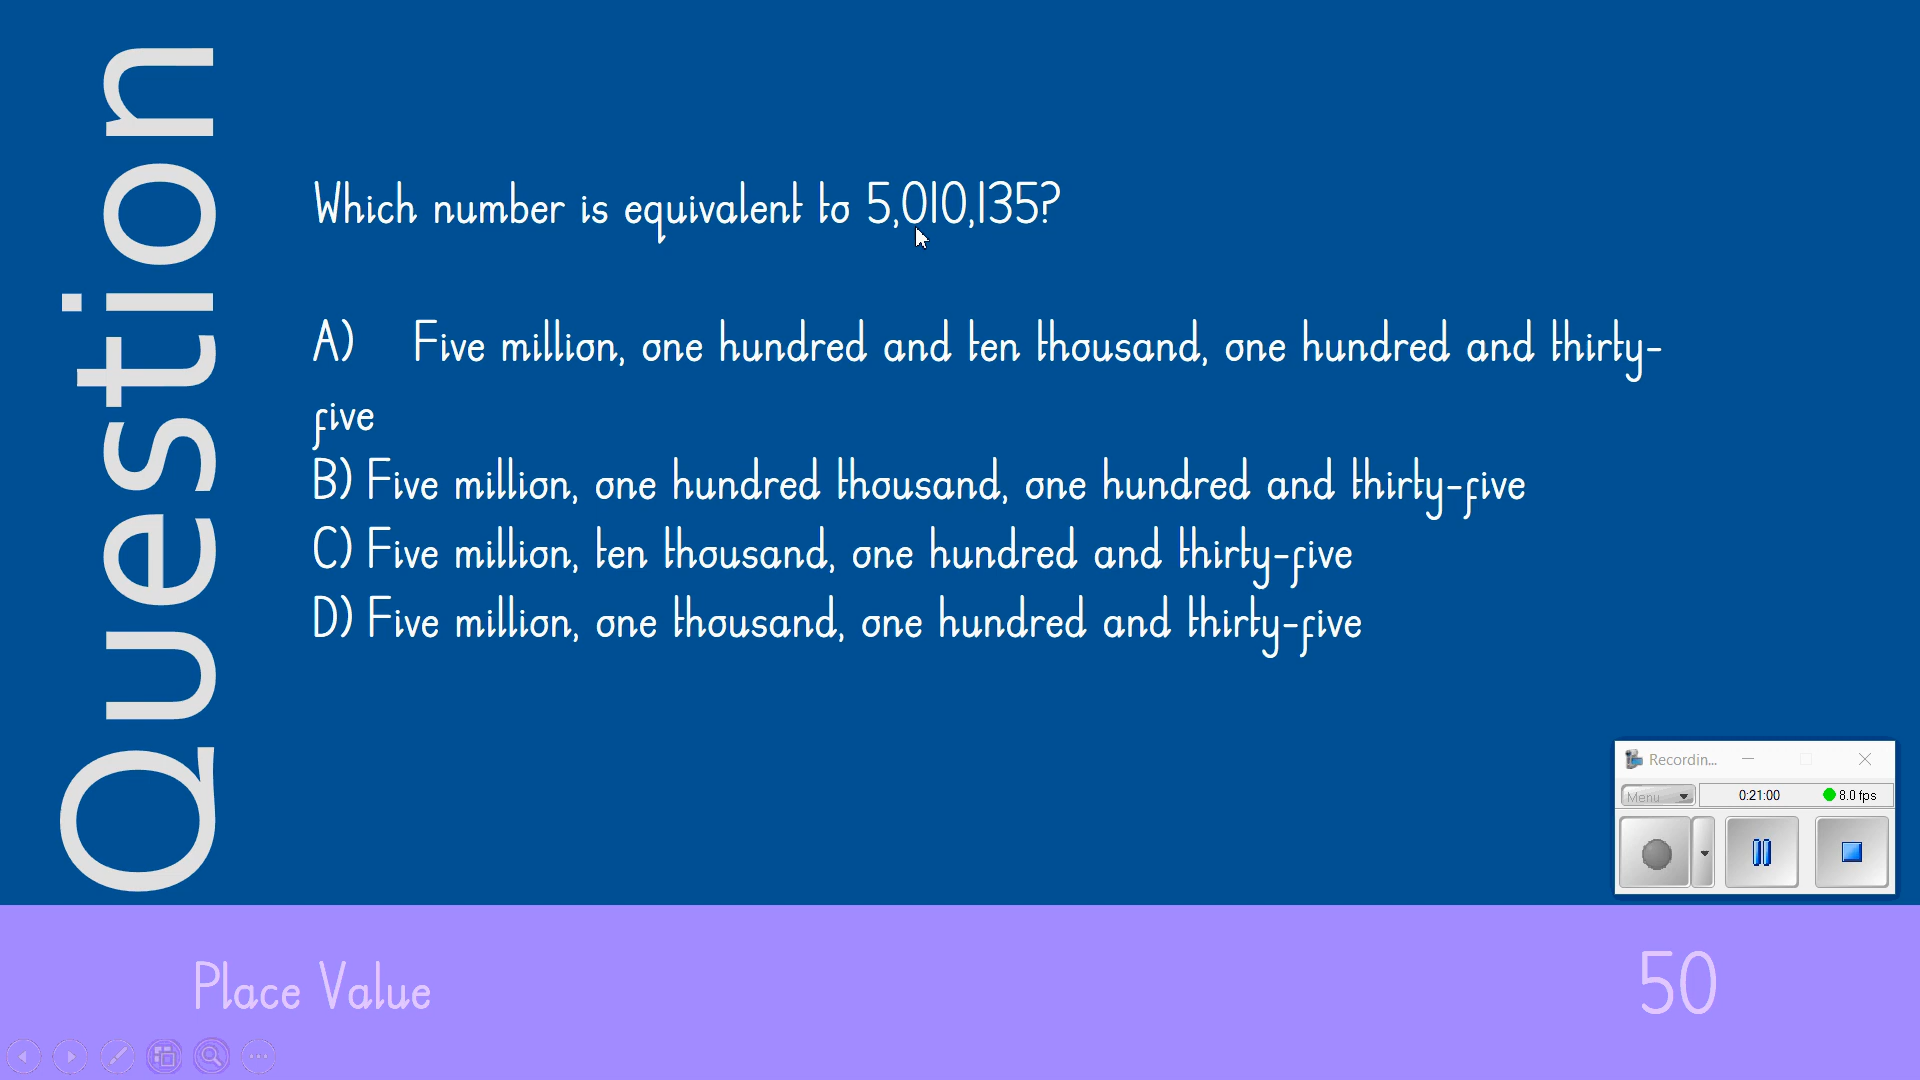 Question
Which number is equivalent to 5,010,135?
A) Five million, one hundred and ten thousand, one hundred and thirty-
five
B) Five million, one hundred thousand, one hundred and thirty-five
C) Five million, ten thousand, one hundred and thirty-five
D) Five million, one thousand, one hundred and thirty-five
Recordin...
Menu 0:21:00 8.0 fps
Place Value 50